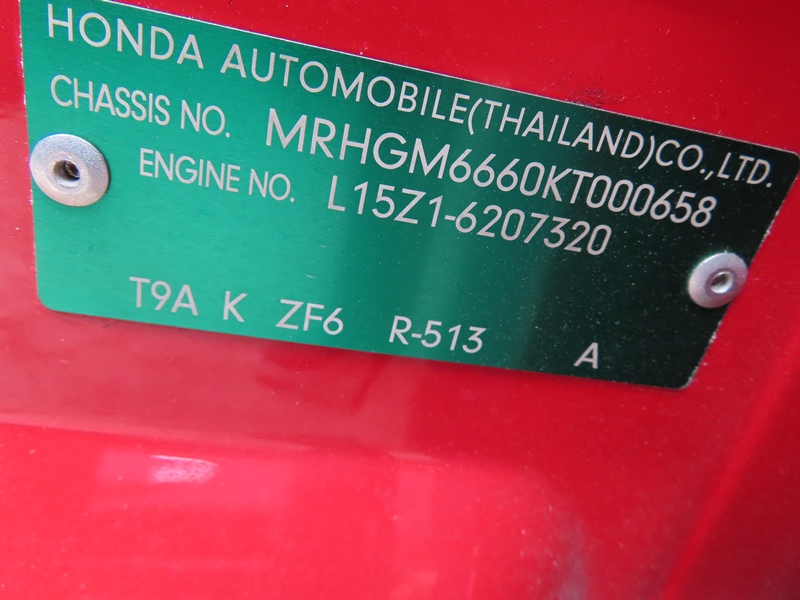 HONDA AUTOMOBILE(THAILAND)CO.,LTD.
CHASSIS NO. MRHGM6660KT000658
ENGINE NO. L15Z1-6207320
T9A K ZF6 R-513 A